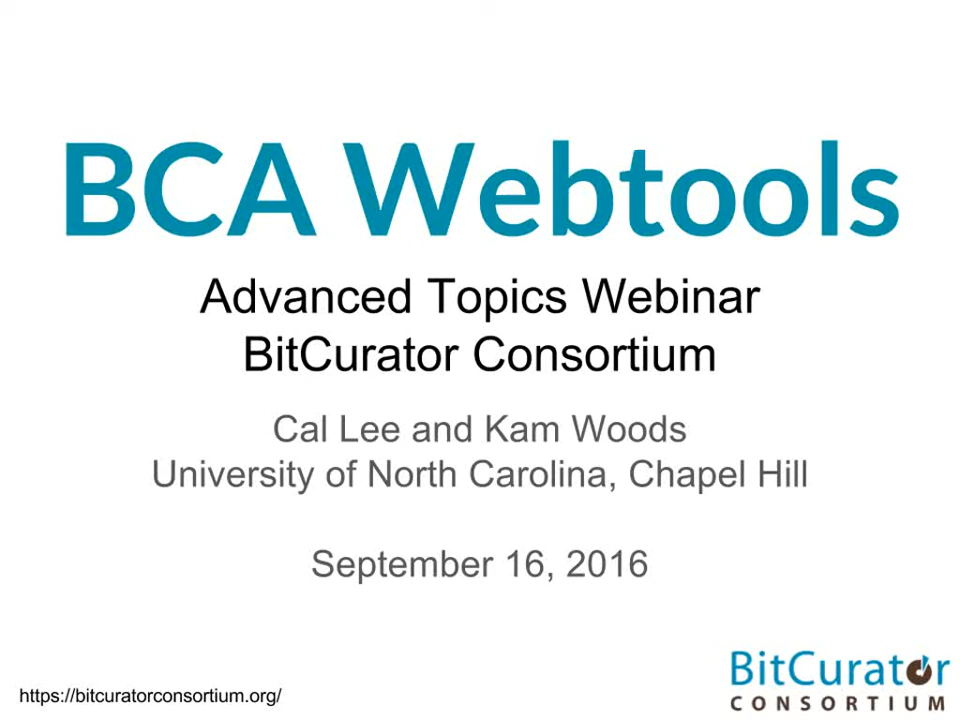 BCA Webtools
Advanced Topics Webinar
BitCurator Consortium
Cal Lee and Kam Woods
University of North Carolina, Chapel Hill
September 16, 2016
https://bitcuratorconsortium.org/
BitCurator
CONSORTIUM